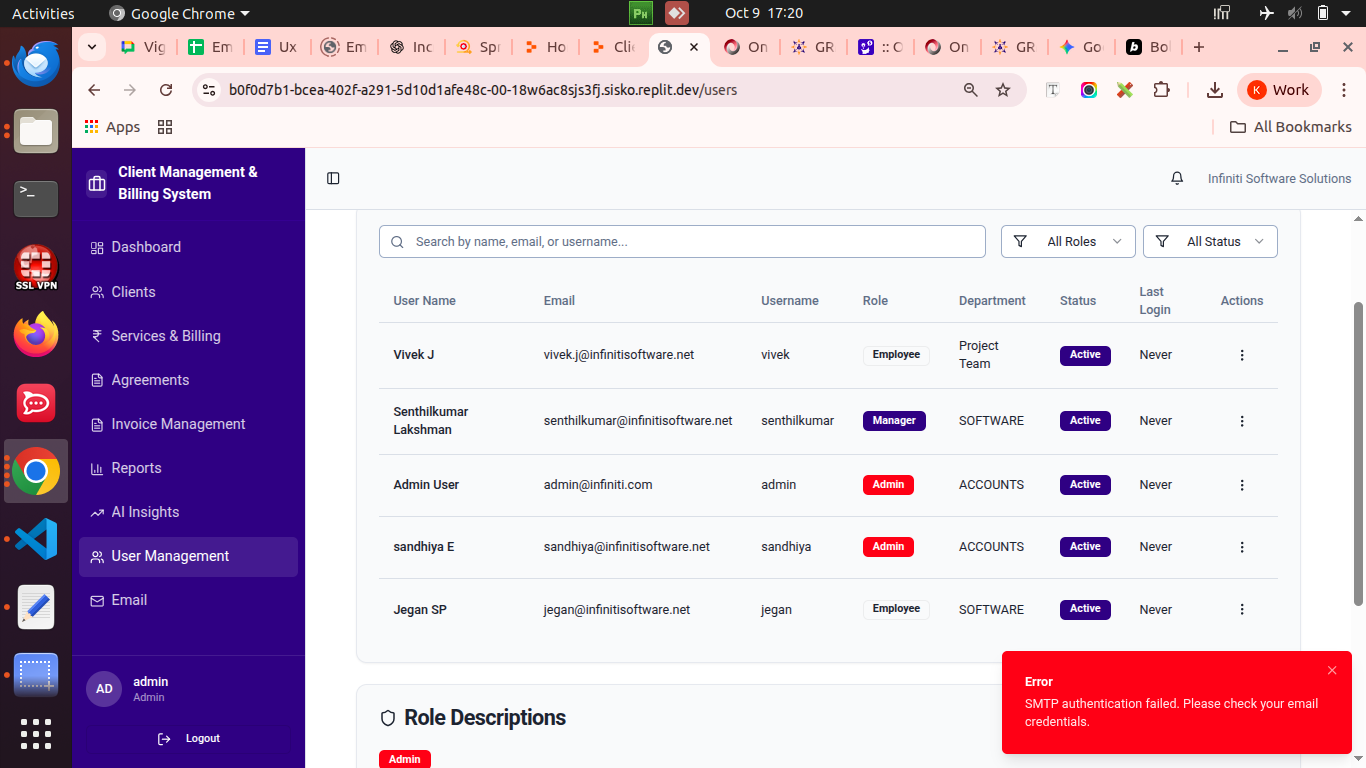 Activities
Google Chrome
Oct 9 17:20
Vig
Em
Ux
Em
Inc
Spr
Ho
Clie
On
GR
:: O
On
GR
Go
Bol
b0f0d7b1-bcea-402f-a291-5d10d1afe48c-00-18w6ac8sjs3fj.sisko.replit.dev/users
K Work
Apps
All Bookmarks
SSL VPN
Client Management &
Billing System
Infiniti Software Solutions
Dashboard
Clients
Services & Billing
Agreements
Invoice Management
Reports
AI Insights
User Management
Email
AD
admin
Admin
Logout
Search by name, email, or username...
All Roles
All Status
User Name Email Username Role Department Status Last Login Actions
Vivek J vivek.j@infinitisoftware.net vivek Employee Project Team Active Never
Senthilkumar Lakshman senthilkumar@infinitisoftware.net senthilkumar Manager SOFTWARE Active Never
Admin User admin@infiniti.com admin Admin ACCOUNTS Active Never
sandhiya E sandhiya@infinitisoftware.net sandhiya Admin ACCOUNTS Active Never
Jegan SP jegan@infinitisoftware.net jegan Employee SOFTWARE Active Never
Role Descriptions
Admin
Error
SMTP authentication failed. Please check your email
credentials.